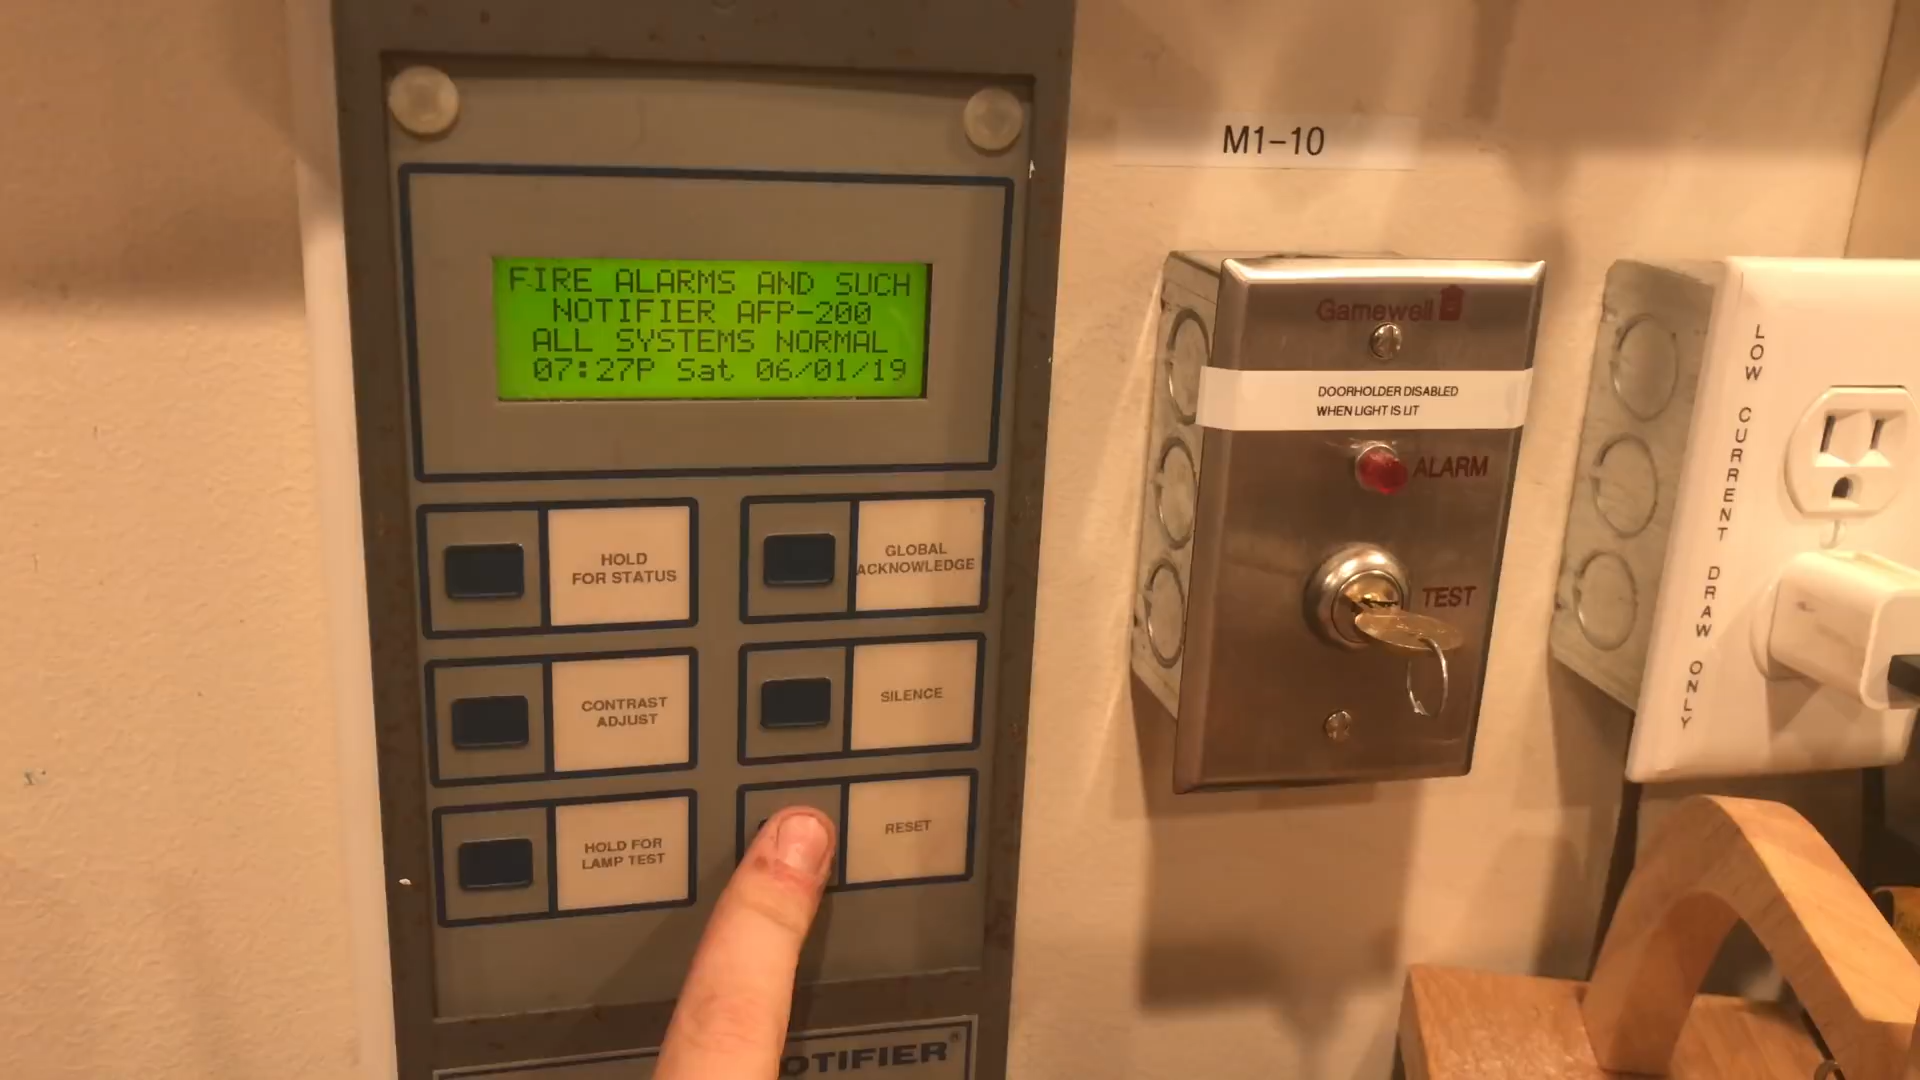 FIRE ALARMS AND SUCH
NOTIFIER AFP-200
ALL SYSTEMS NORMAL
07:27P Sat 06/01/19
HOLD
FOR STATUS
GLOBAL
ACKNOWLEDGE
CONTRAST
ADJUST
SILENCE
HOLD FOR
LAMP TEST
RESET
OTIFIER®
M1-10
Gamewell
DOORHOLDER DISABLED
WHEN LIGHT IS LIT
ALARM
TEST
LOW CURRENT DRAW ONLY